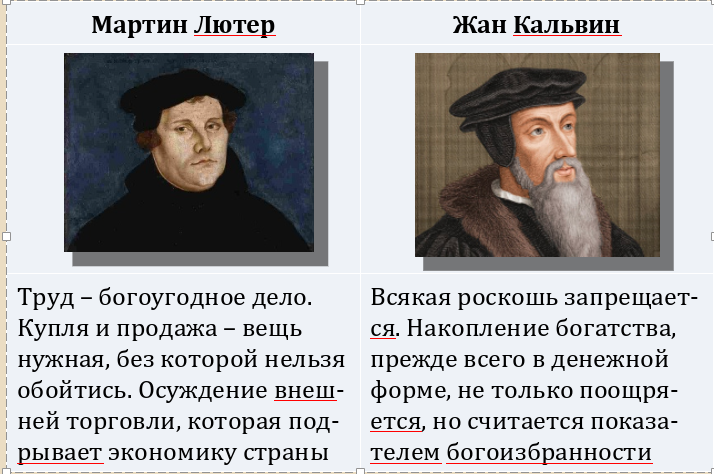 Мартин Лютер
Жан Кальвин
Труд – богоугодное дело.
Купля и продажа – вещь
нужная, без которой нельзя
обойтись. Осуждение внеш-
ней торговли, которая под-
рывает экономику страны
Всякая роскошь запрещает-
ся. Накопление богатства,
прежде всего в денежной
форме, не только поощря-
ется, но считается показа-
телем богоизбранности